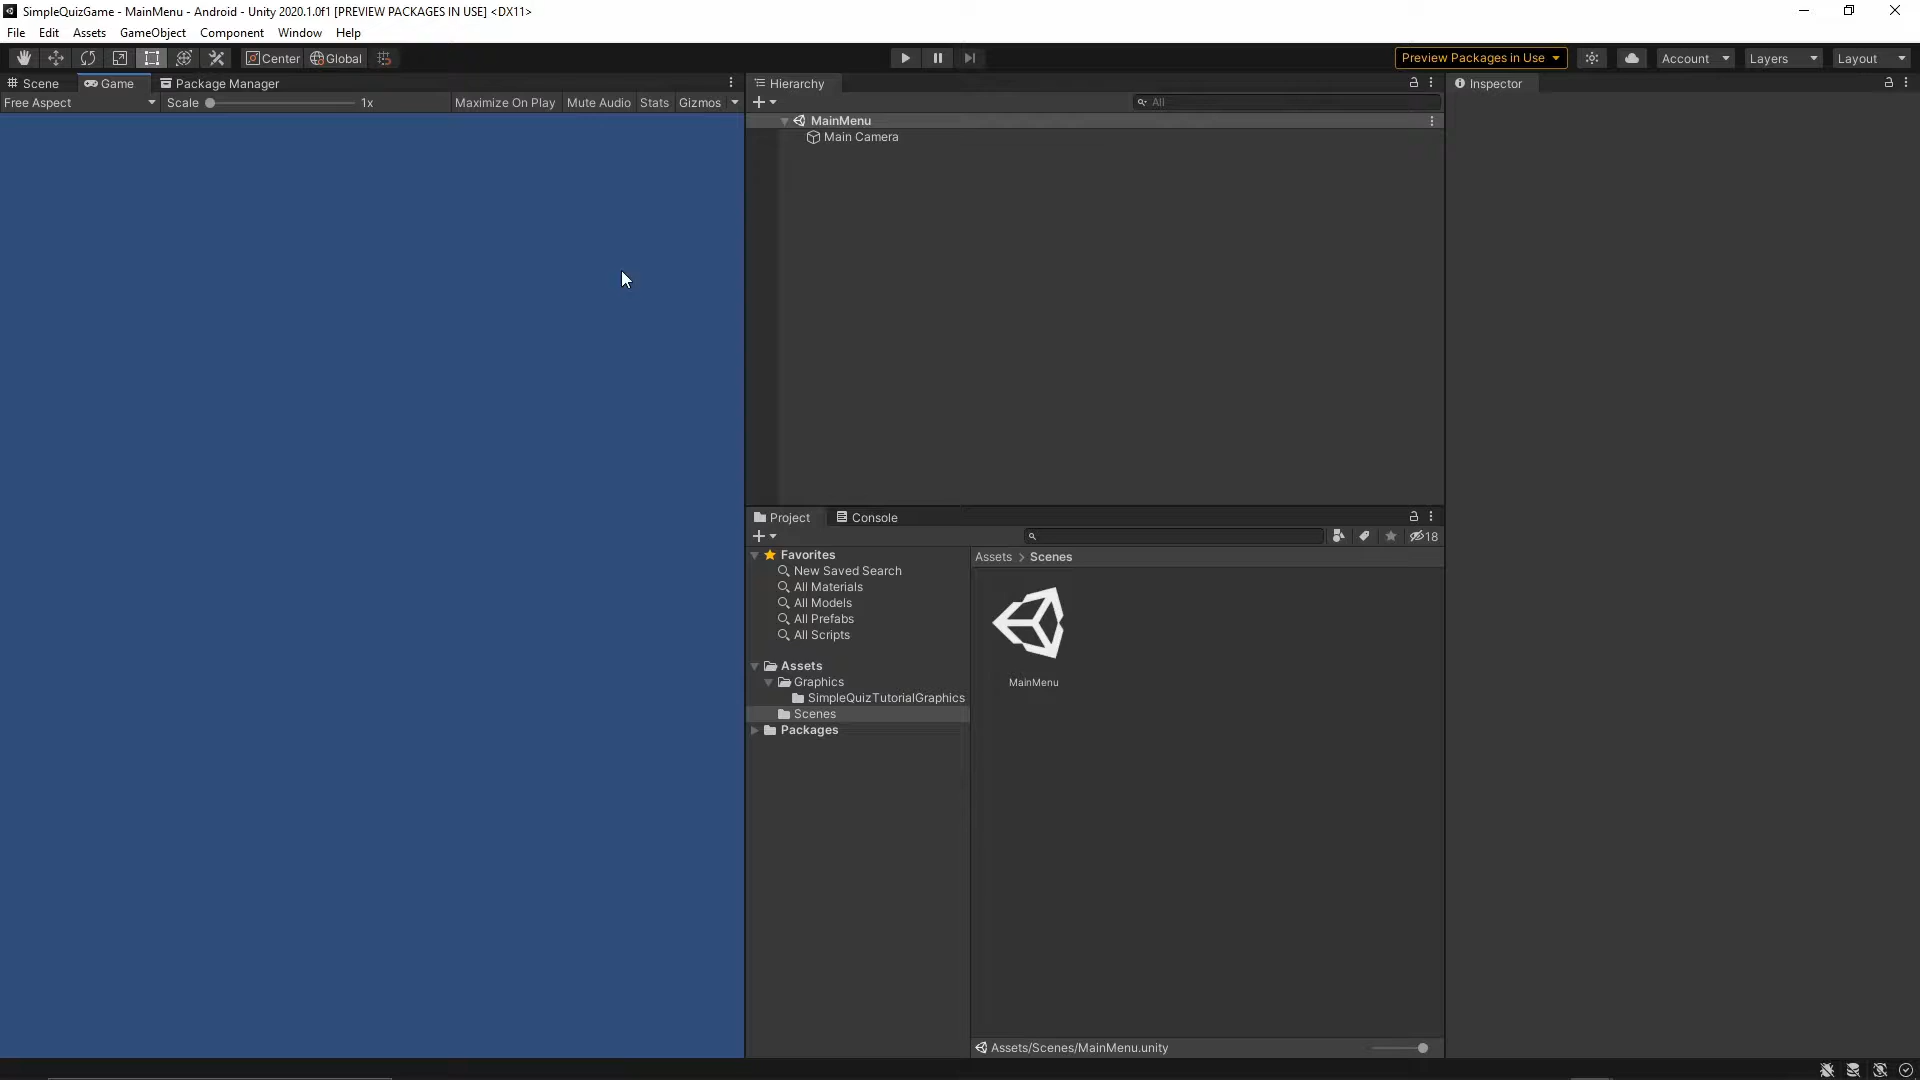 SimpleQuizGame - MainMenu - Android - Unity 2020.1.0f1 [PREVIEW PACKAGES IN USE] <DX11>
File Edit Assets GameObject Component Window Help
Center Global Preview Packages in Use Account Layers Layout
Scene Game Package Manager
Free Aspect Scale 1x Maximize On Play Mute Audio Stats Gizmos
Hierarchy
All
MainMenu
Main Camera
Project Console
18
Favorites
New Saved Search
All Materials
All Models
All Prefabs
All Scripts
Assets
Graphics
SimpleQuizTutorialGraphics
Scenes
Packages
Assets > Scenes
MainMenu
Assets/Scenes/MainMenu.unity
Inspector